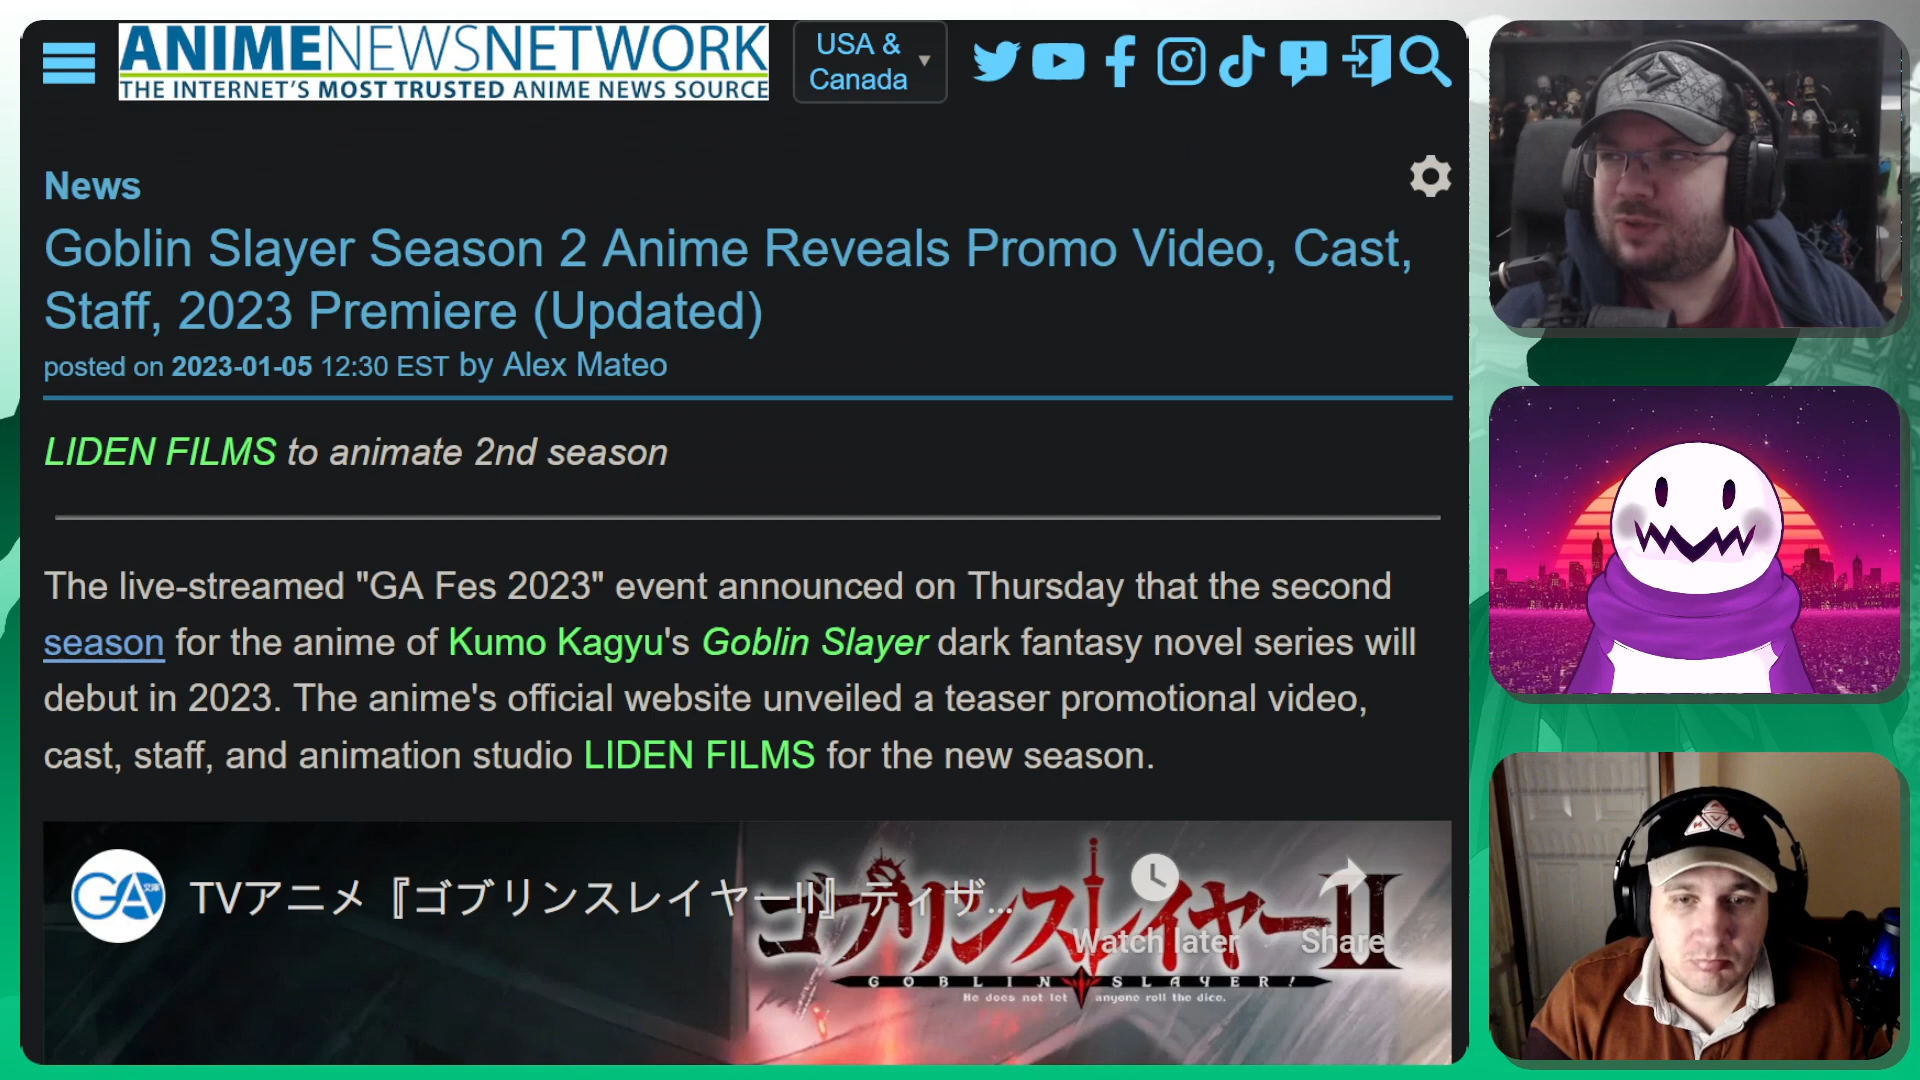 ANIMENEWSNETWORK
THE INTERNET'S MOST TRUSTED ANIME NEWS SOURCE
USA &
Canada
News
Goblin Slayer Season 2 Anime Reveals Promo Video, Cast,
Staff, 2023 Premiere (Updated)
posted on 2023-01-05 12:30 EST by Alex Mateo
LIDEN FILMS to animate 2nd season
The live-streamed "GA Fes 2023" event announced on Thursday that the second
season for the anime of Kumo Kagyu's Goblin Slayer dark fantasy novel series will
debut in 2023. The anime's official website unveiled a teaser promotional video,
cast, staff, and animation studio LIDEN FILMS for the new season.
GA文庫
TVアニメ『ゴブリンスレイヤーII』ティザ...
Watch later
Share
ゴブリンスレイヤーII
GOBLIN SLAYER!
He does not let anyone roll the dice.